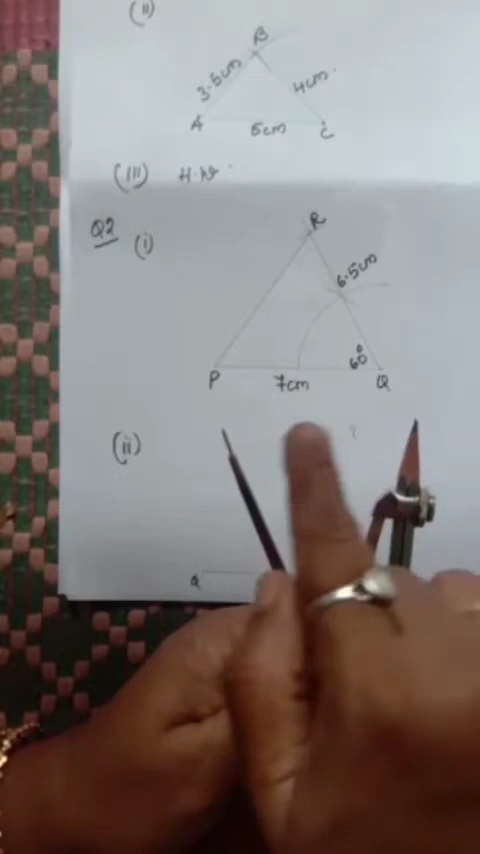 (ii)
B
3.5cm
4cm.
A
5cm
C
(III) H.W.
Q2
(i)
R
6.5cm
60°
P
7cm
Q
(ii)
Q